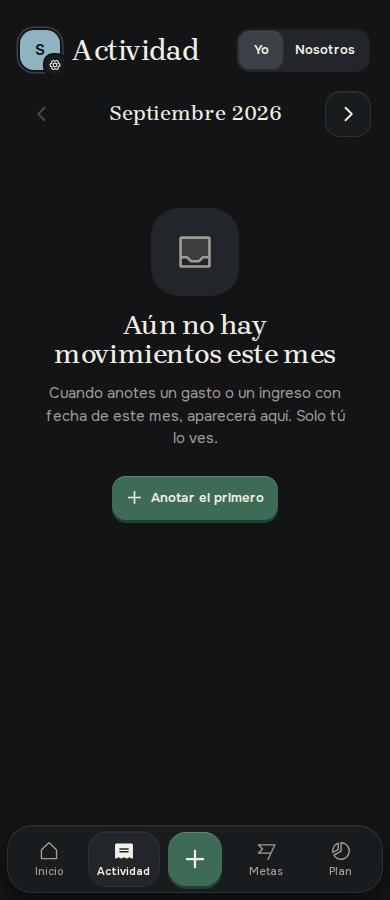 S
Actividad
Yo
Nosotros
Septiembre 2026
Aún no hay
movimientos este mes
Cuando anotes un gasto o un ingreso con
fecha de este mes, aparecerá aquí. Solo tú
lo ves.
Anotar el primero
Inicio
Actividad
Metas
Plan